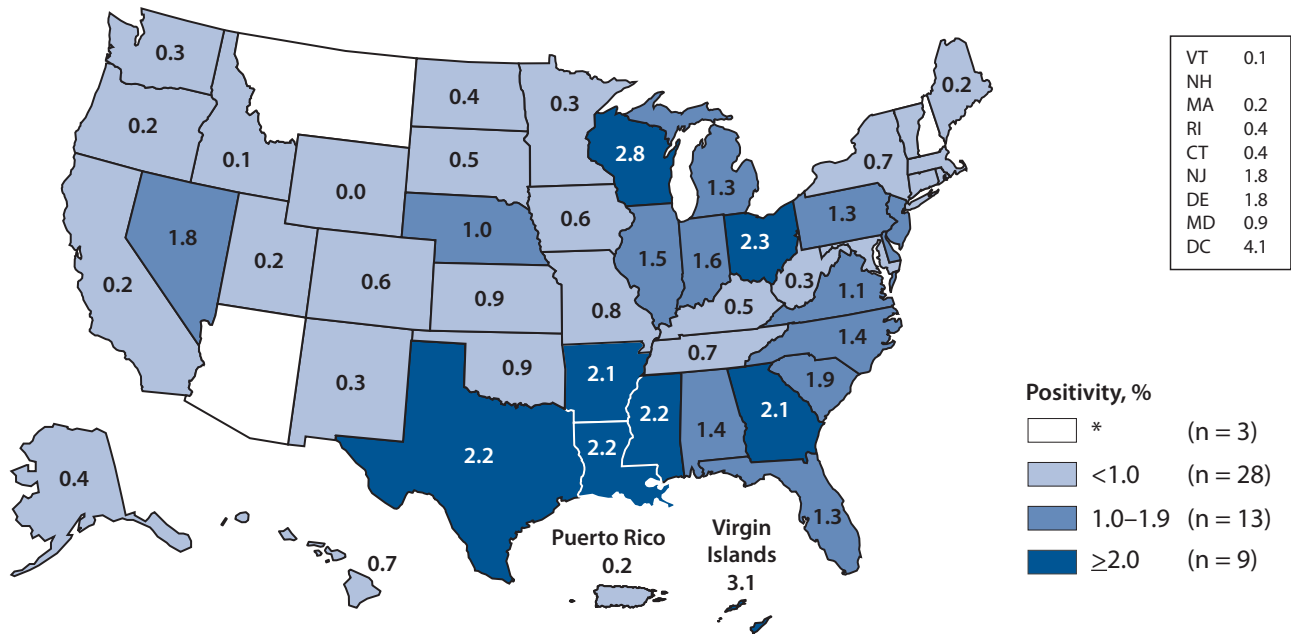 0.3
0.2
0.1
0.0
0.4
0.5
0.3
2.8
1.3
0.7
0.2
1.8
0.2
0.2
0.6
1.0
0.9
0.6
0.8
1.5
1.6
2.3
1.3
0.3
1.1
0.5
0.7
1.4
1.9
0.3
0.9
2.2
2.1
2.2
2.2
1.4
2.1
1.3
0.4
0.7
Puerto Rico
0.2
Virgin
Islands
3.1
VT 0.1
NH
MA 0.2
RI 0.4
CT 0.4
NJ 1.8
DE 1.8
MD 0.9
DC 4.1
Positivity, %
* (n = 3)
<1.0 (n = 28)
1.0–1.9 (n = 13)
≥2.0 (n = 9)